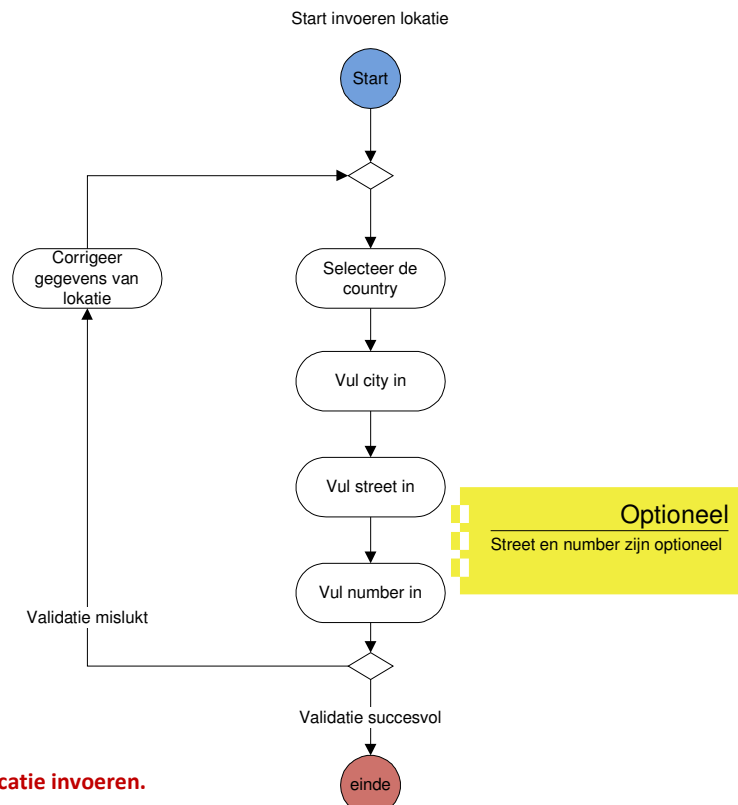 Start invoeren lokatie
Start
Corrigeer
gegevens van
lokatie
Selecteer de
country
Vul city in
Vul street in
Optioneel
Street en number zijn optioneel
Vul number in
Validatie mislukt
Validatie succesvol
einde
catie invoeren.